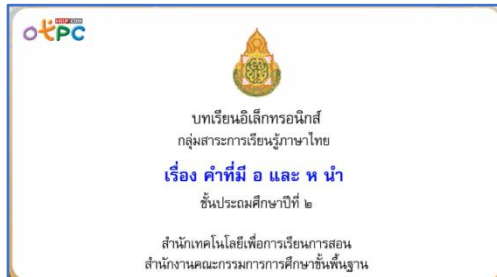 HELP.COM
OTPC
บทเรียนอิเล็กทรอนิกส์
กลุ่มสาระการเรียนรู้ภาษาไทย
เรื่อง คำที่มี อ และ ห นำ
ชั้นประถมศึกษาปีที่ ๒
สำนักเทคโนโลยีเพื่อการเรียนการสอน
สำนักงานคณะกรรมการการศึกษาขั้นพื้นฐาน